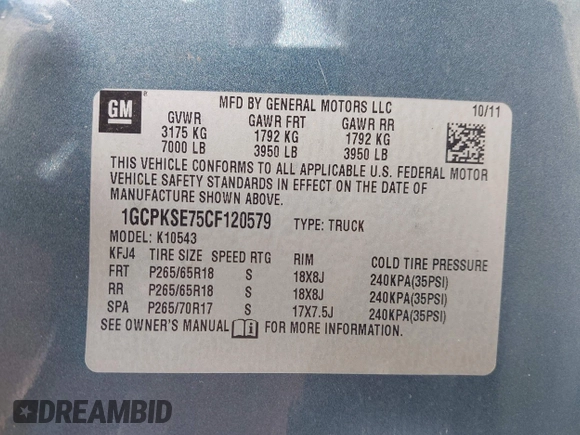 GM
MFD BY GENERAL MOTORS LLC
10/11
GVWR GAWR FRT GAWR RR
3175 KG 1792 KG 1792 KG
7000 LB 3950 LB 3950 LB
THIS VEHICLE CONFORMS TO ALL APPLICABLE U.S. FEDERAL MOTOR
VEHICLE SAFETY STANDARDS IN EFFECT ON THE DATE OF
MANUFACTURE SHOWN ABOVE.
1GCPKSE75CF120579 TYPE: TRUCK
MODEL: K10543
KFJ4 TIRE SIZE SPEED RTG RIM COLD TIRE PRESSURE
FRT P265/65R18 S 18X8J 240KPA(35PSI)
RR P265/65R18 S 18X8J 240KPA(35PSI)
SPA P265/70R17 S 17X7.5J 240KPA(35PSI)
SEE OWNER'S MANUAL FOR MORE INFORMATION.
DREAMBID